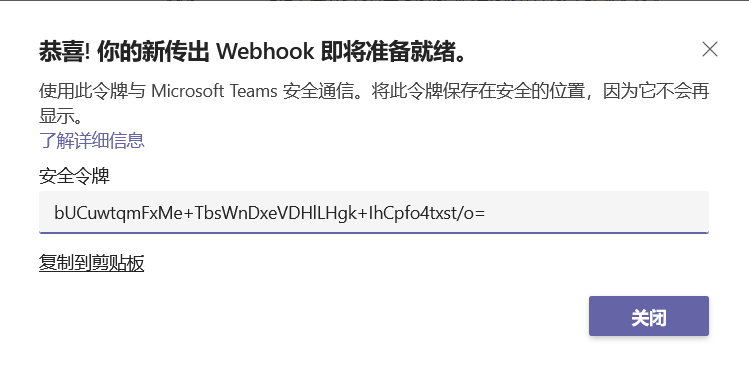 恭喜! 你的新传出 Webhook 即将准备就绪。
使用此令牌与 Microsoft Teams 安全通信。将此令牌保存在安全的位置，因为它不会再
显示。
了解详细信息
安全令牌
bUCuwtqmFxMe+TbsWnDxeVDHlLHgk+IhCpfo4txst/o=
复制到剪贴板
关闭